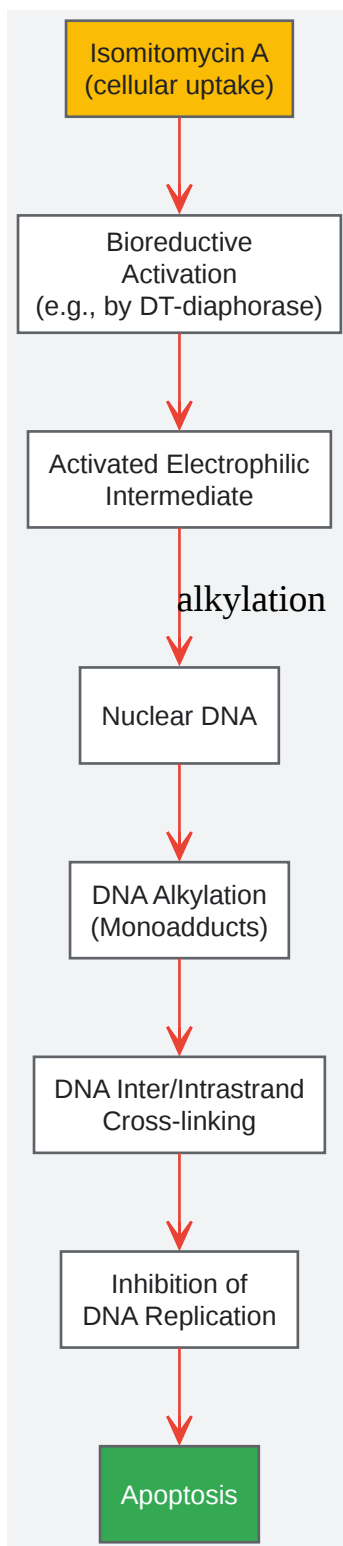 Isomitomycin A
(cellular uptake)
Bioreductive
Activation
(e.g., by DT-diaphorase)
Activated Electrophilic
Intermediate
alkylation
Nuclear DNA
DNA Alkylation
(Monoadducts)
DNA Inter/Intrastrand
Cross-linking
Inhibition of
DNA Replication
Apoptosis